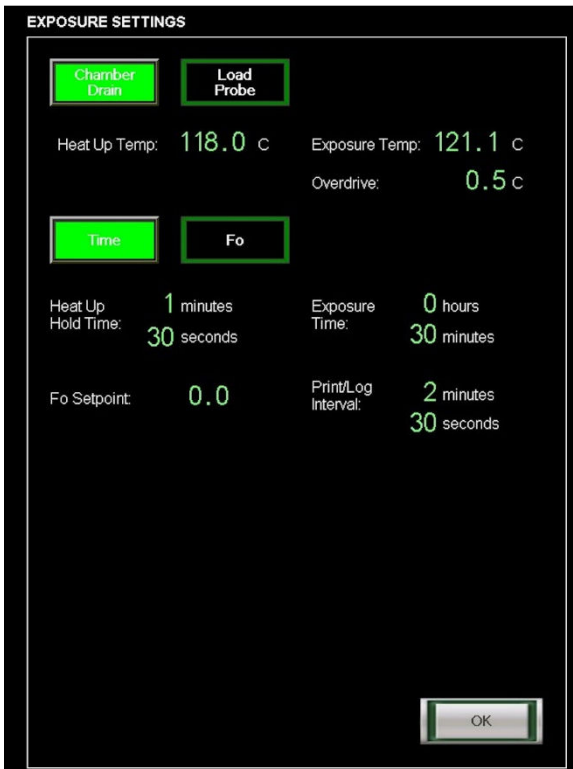 EXPOSURE SETTINGS
Chamber
Drain
Load
Probe
Heat Up Temp: 118.0 C
Exposure Temp: 121.1 C
Overdrive: 0.5 C
Time
Fo
Heat Up
Hold Time:
1 minutes
30 seconds
Exposure
Time:
0 hours
30 minutes
Fo Setpoint: 0.0
Print/Log
Interval:
2 minutes
30 seconds
OK